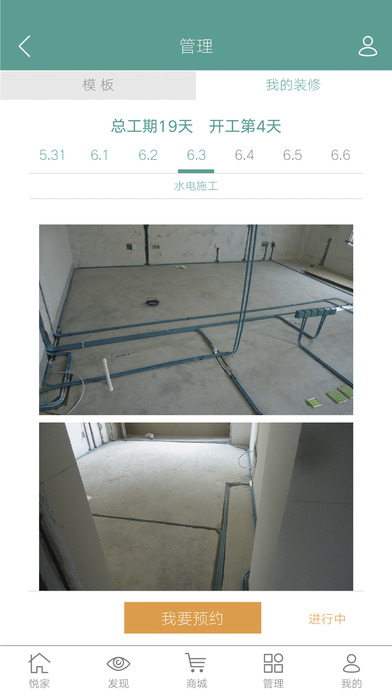 管理
模板 我的装修
总工期19天 开工第4天
5.31 6.1 6.2 6.3 6.4 6.5 6.6
水电施工
我要预约 进行中
悦家 发现 商城 管理 我的